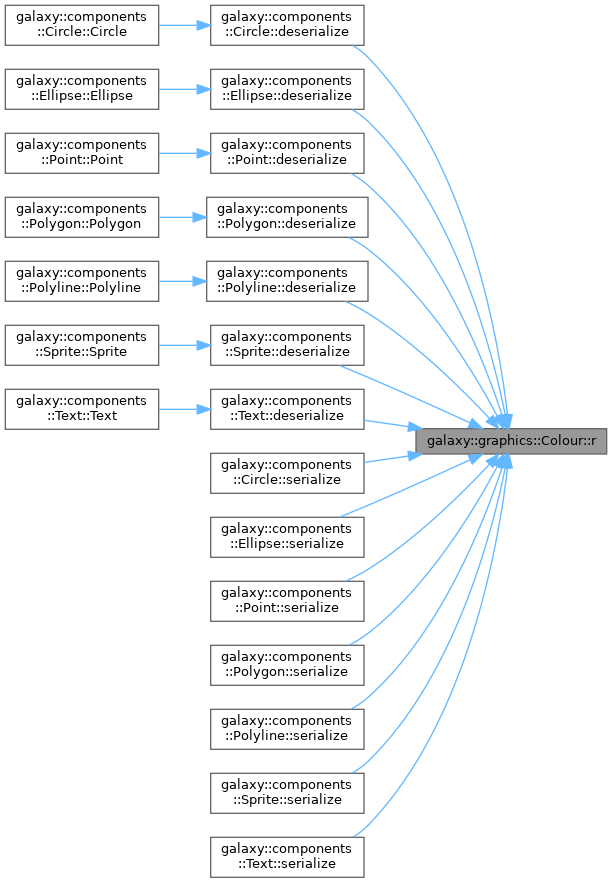 galaxy::components
::Circle::Circle
galaxy::components
::Circle::deserialize
galaxy::components
::Ellipse::Ellipse
galaxy::components
::Ellipse::deserialize
galaxy::components
::Point::Point
galaxy::components
::Point::deserialize
galaxy::components
::Polygon::Polygon
galaxy::components
::Polygon::deserialize
galaxy::components
::Polyline::Polyline
galaxy::components
::Polyline::deserialize
galaxy::components
::Sprite::Sprite
galaxy::components
::Sprite::deserialize
galaxy::components
::Text::Text
galaxy::components
::Text::deserialize
galaxy::graphics::Colour::r
galaxy::components
::Circle::serialize
galaxy::components
::Ellipse::serialize
galaxy::components
::Point::serialize
galaxy::components
::Polygon::serialize
galaxy::components
::Polyline::serialize
galaxy::components
::Sprite::serialize
galaxy::components
::Text::serialize